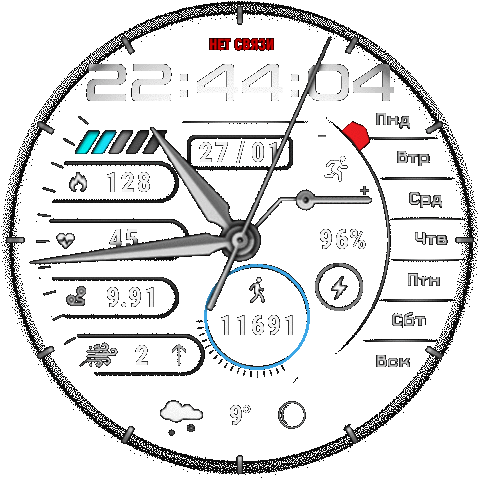 НЕТ СВЯЗИ
22:44:04
Пнд
27/01
Втр
128
Срд
45
Чтв
96%
Птн
9.91
11691
Сбт
2
Вск
9°